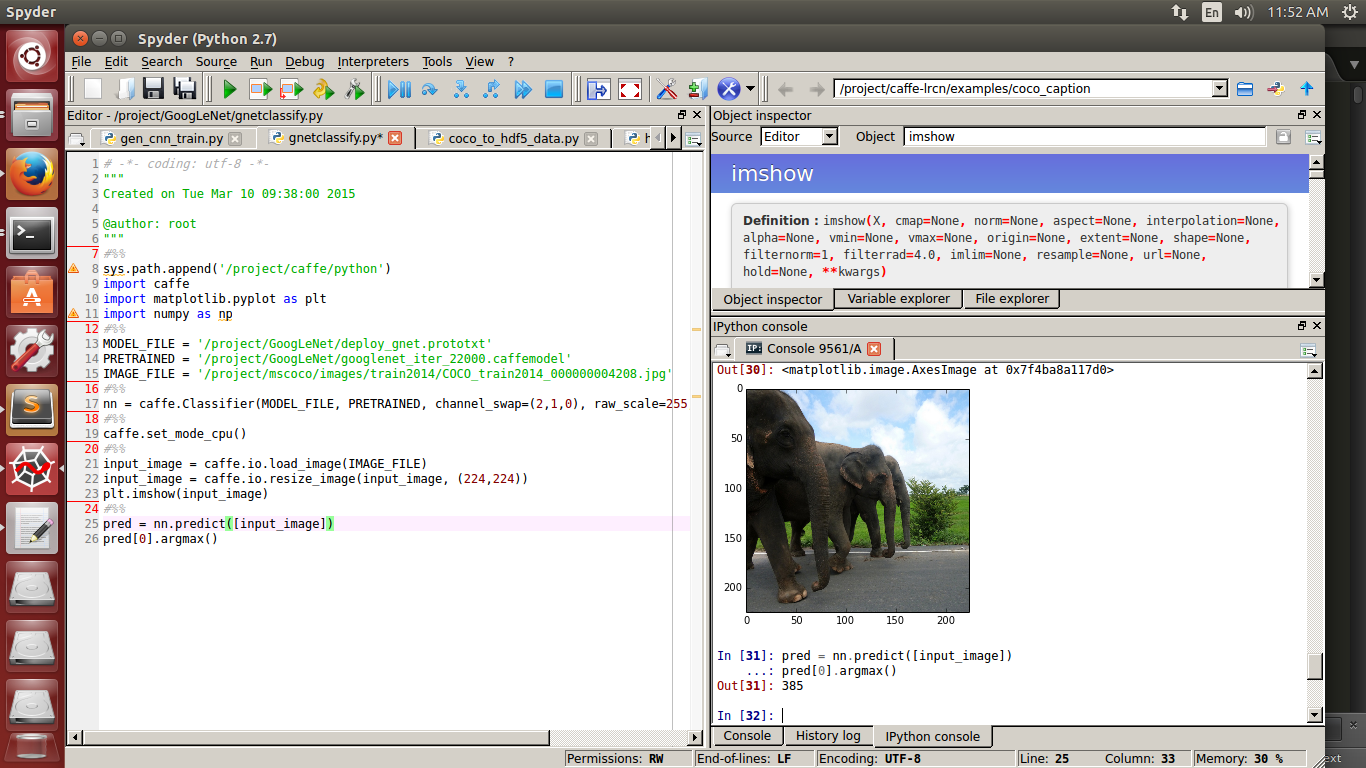 Spyder
En
11:52 AM
Spyder (Python 2.7)
File Edit Search Source Run Debug Interpreters Tools View ?
/project/caffe-lrcn/examples/coco_caption
Editor - /project/GoogLeNet/gnetclassify.py
gen_cnn_train.py gnetclassify.py* coco_to_hdf5_data.py
1 # -*- coding: utf-8 -*-
2 """
3 Created on Tue Mar 10 09:38:00 2015
4
5 @author: root
6 """
7 #%%
8 sys.path.append('/project/caffe/python')
9 import caffe
10 import matplotlib.pyplot as plt
11 import numpy as np
12 #%%
13 MODEL_FILE = '/project/GoogLeNet/deploy_gnet.prototxt'
14 PRETRAINED = '/project/GoogLeNet/googlenet_iter_22000.caffemodel'
15 IMAGE_FILE = '/project/mscoco/images/train2014/COCO_train2014_000000004208.jpg'
16 #%%
17 nn = caffe.Classifier(MODEL_FILE, PRETRAINED, channel_swap=(2,1,0), raw_scale=255
18 #%%
19 caffe.set_mode_cpu()
20 #%%
21 input_image = caffe.io.load_image(IMAGE_FILE)
22 input_image = caffe.io.resize_image(input_image, (224,224))
23 plt.imshow(input_image)
24 #%%
25 pred = nn.predict([input_image])
26 pred[0].argmax()
Object inspector
Source Editor Object imshow
imshow
Definition : imshow(X, cmap=None, norm=None, aspect=None, interpolation=None,
alpha=None, vmin=None, vmax=None, origin=None, extent=None, shape=None,
filternorm=1, filterrad=4.0, imlim=None, resample=None, url=None,
hold=None, **kwargs)
Object inspector Variable explorer File explorer
IPython console
IP: Console 9561/A
Out[30]: <matplotlib.image.AxesImage at 0x7f4ba8a117d0>
0
50
100
150
200
0 50 100 150 200
In [31]: pred = nn.predict([input_image])
...: pred[0].argmax()
Out[31]: 385
In [32]:
Console History log IPython console
Permissions: RW End-of-lines: LF Encoding: UTF-8 Line: 25 Column: 33 Memory: 30 %